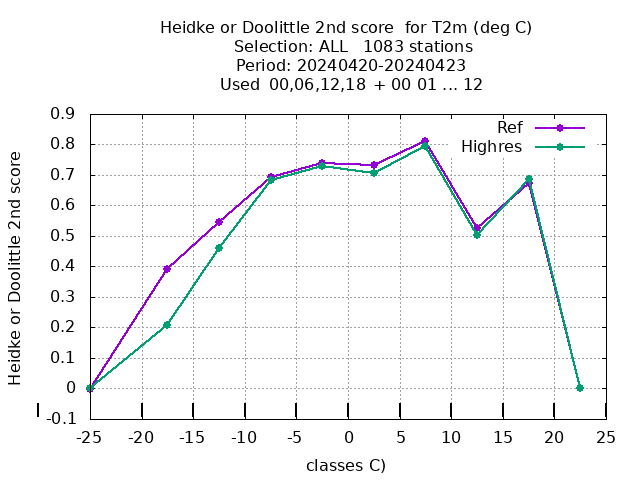 Heidke or Doolittle 2nd score  for T2m (deg C)
Selection: ALL   1083 stations
Period: 20240420-20240423
Used  00,06,12,18  + 00 01 ... 12
Ref
Highres
Heidke or Doolittle 2nd score
0.9
0.8
0.7
0.6
0.5
0.4
0.3
0.2
0.1
0
-0.1
-25 -20 -15 -10 -5 0 5 10 15 20 25
classes C)